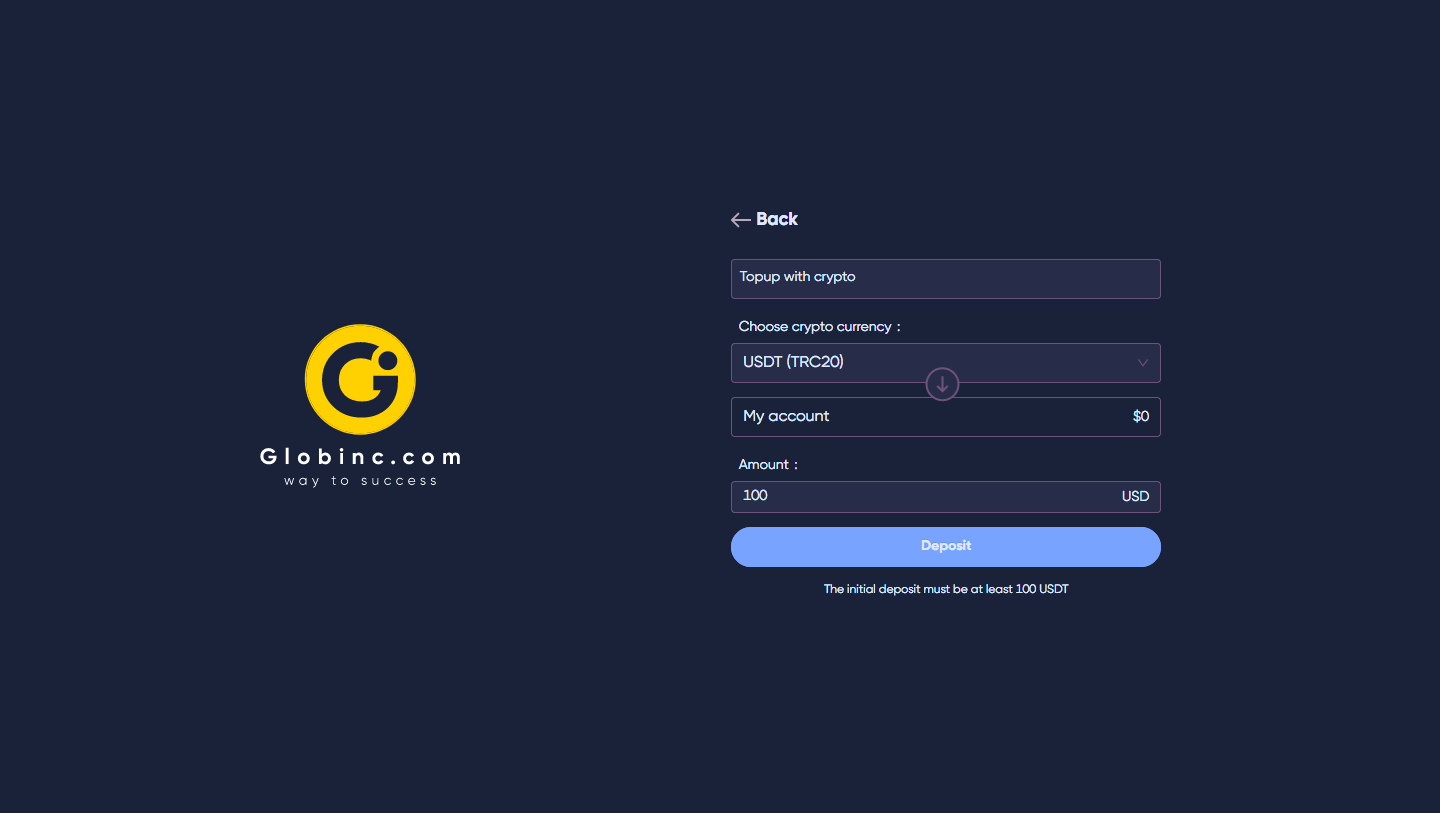 Globinc.com
way to success
Back
Topup with crypto
Choose crypto currency :
USDT (TRC20)
My account $0
Amount :
100 USD
Deposit
The initial deposit must be at least 100 USDT